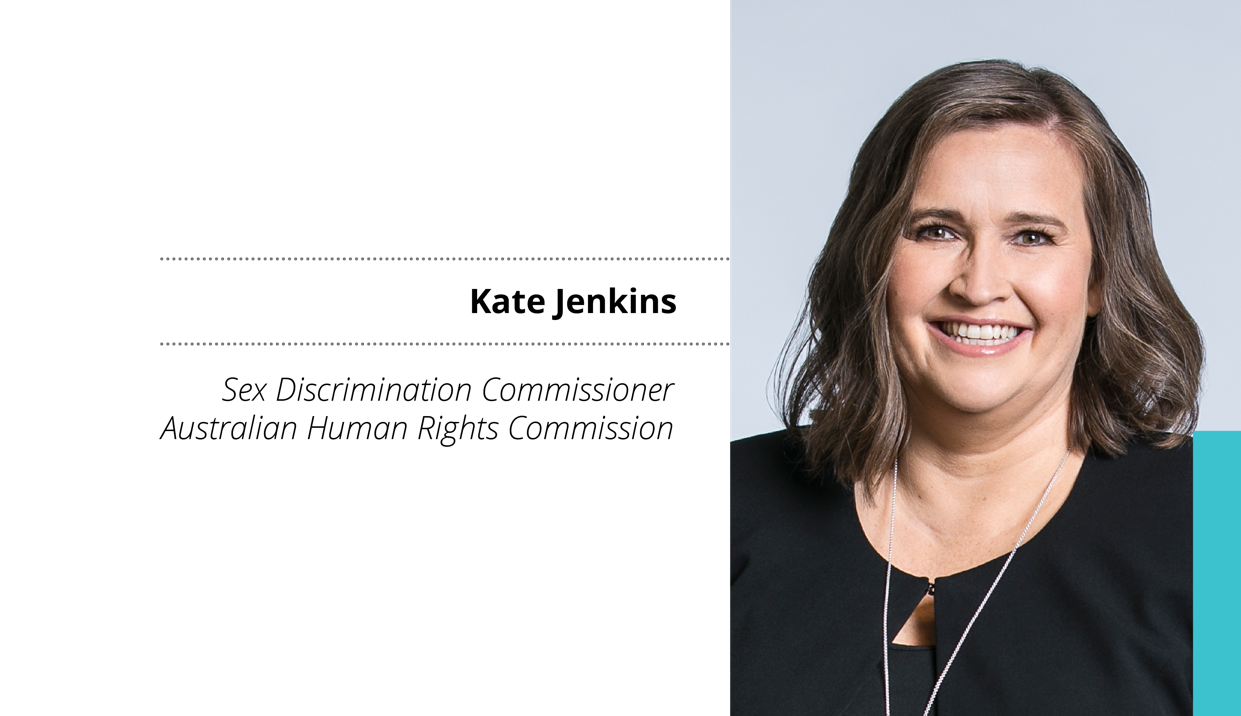 Kate Jenkins
Sex Discrimination Commissioner
Australian Human Rights Commission